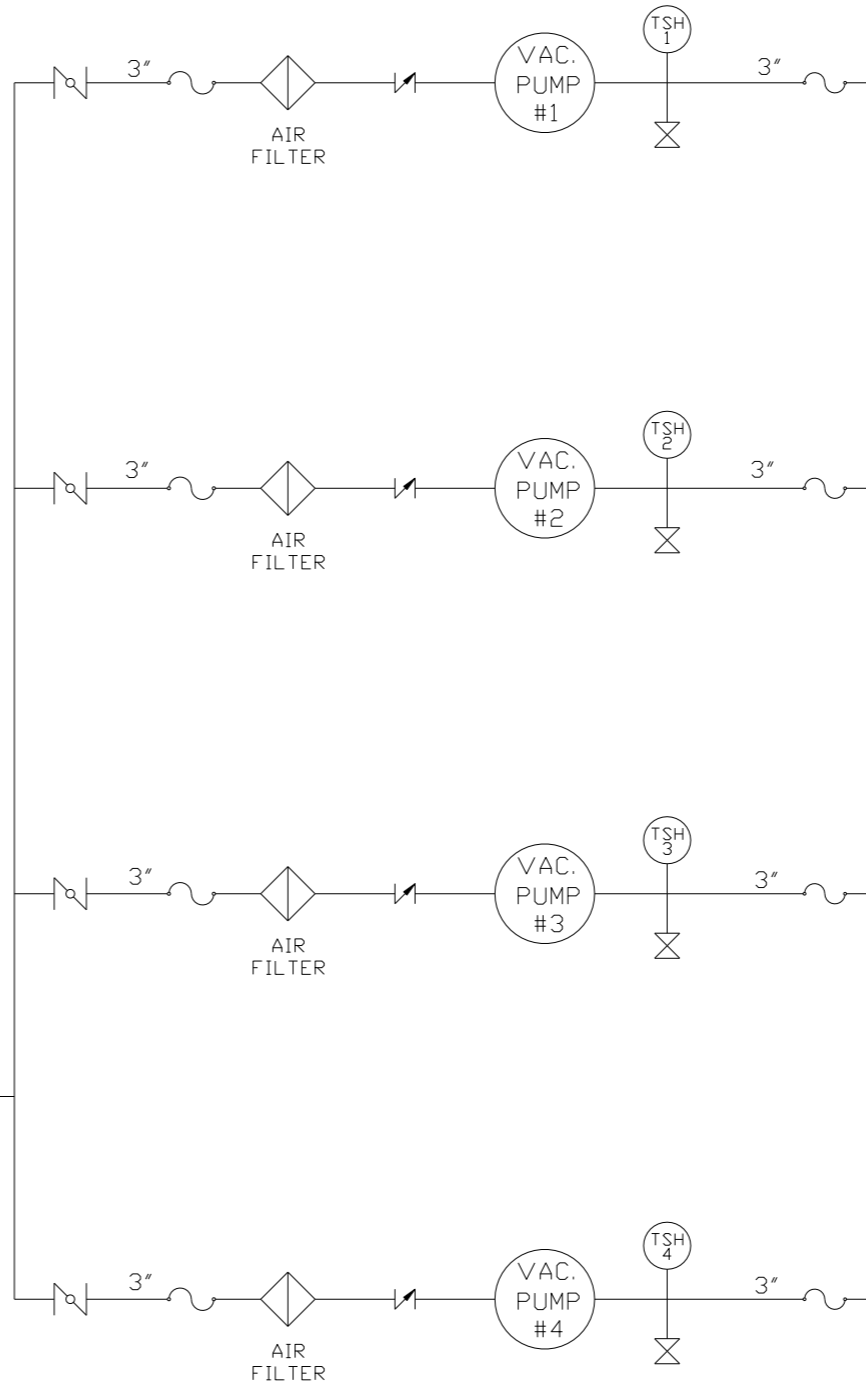 TSH
1
3″
VAC.
PUMP
#1
3″
AIR
FILTER
TSH
2
3″
VAC.
PUMP
#2
3″
AIR
FILTER
TSH
3
3″
VAC.
PUMP
#3
3″
AIR
FILTER
TSH
4
3″
VAC.
PUMP
#4
3″
AIR
FILTER